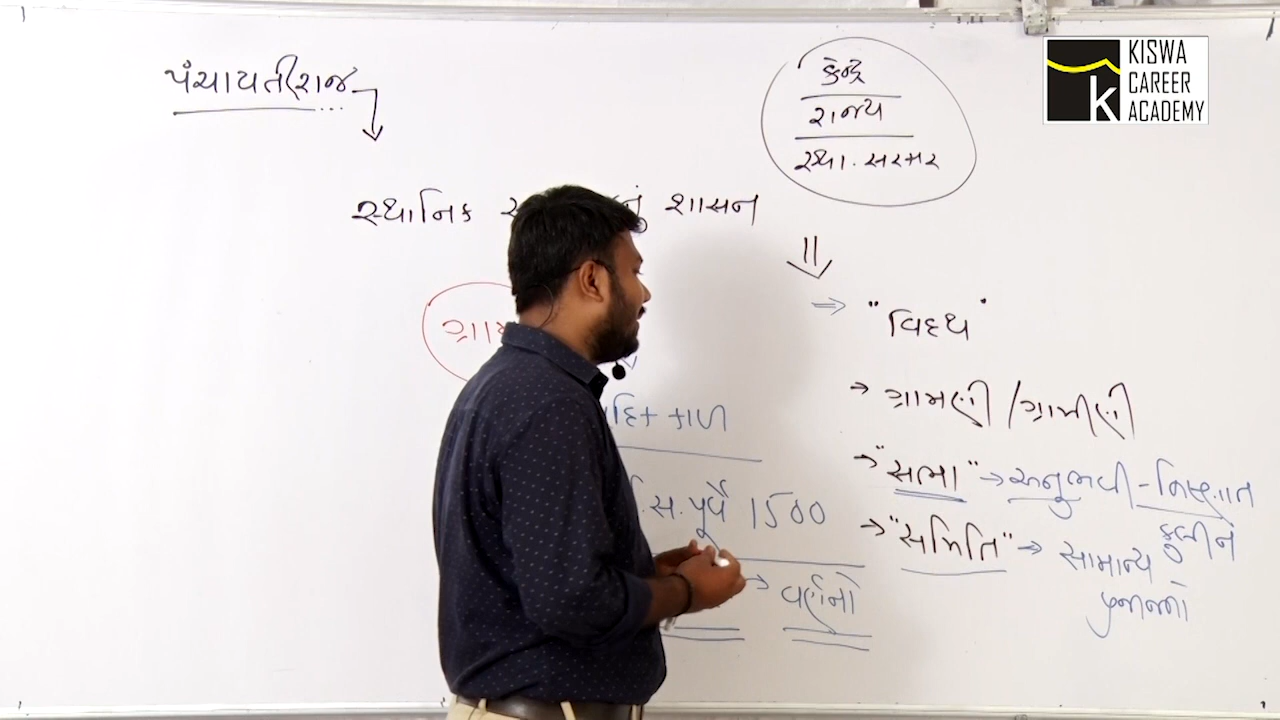 પંચાયતીરાજ
કેન્દ્ર
રાજ્ય
સ્થા. સરકાર
KISWA
CAREER
ACADEMY
k
સ્થાનિક
શાસન
"વિદથ"
ગ્રામણી / ગ્રામીણી
કાળ
"સભા" → અનુભવી - નિષ્ણાત
કુલીન
સ. પૂર્વે 1500
"સમિતિ" → સામાન્ય
પ્રજાજનો
વર્ણનો